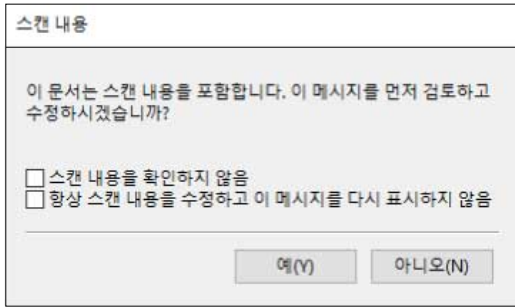 스캔 내용
이 문서는 스캔 내용을 포함합니다. 이 메시지를 먼저 검토하고
수정하시겠습니까?
스캔 내용을 확인하지 않음
항상 스캔 내용을 수정하고 이 메시지를 다시 표시하지 않음
예(Y) 아니오(N)